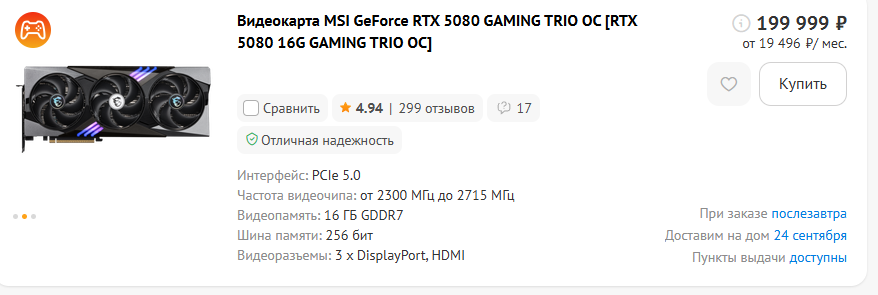 Видеокарта MSI GeForce RTX 5080 GAMING TRIO OC [RTX
5080 16G GAMING TRIO OC]
199 999 ₽
от 19 496 ₽/ мес.
Купить
Сравнить
4.94 | 299 отзывов
17
Отличная надежность
Интерфейс: PCIe 5.0
Частота видеочипа: от 2300 МГц до 2715 МГц
Видеопамять: 16 ГБ GDDR7
Шина памяти: 256 бит
Видеоразъемы: 3 x DisplayPort, HDMI
При заказе послезавтра
Доставим на дом 24 сентября
Пункты выдачи доступны